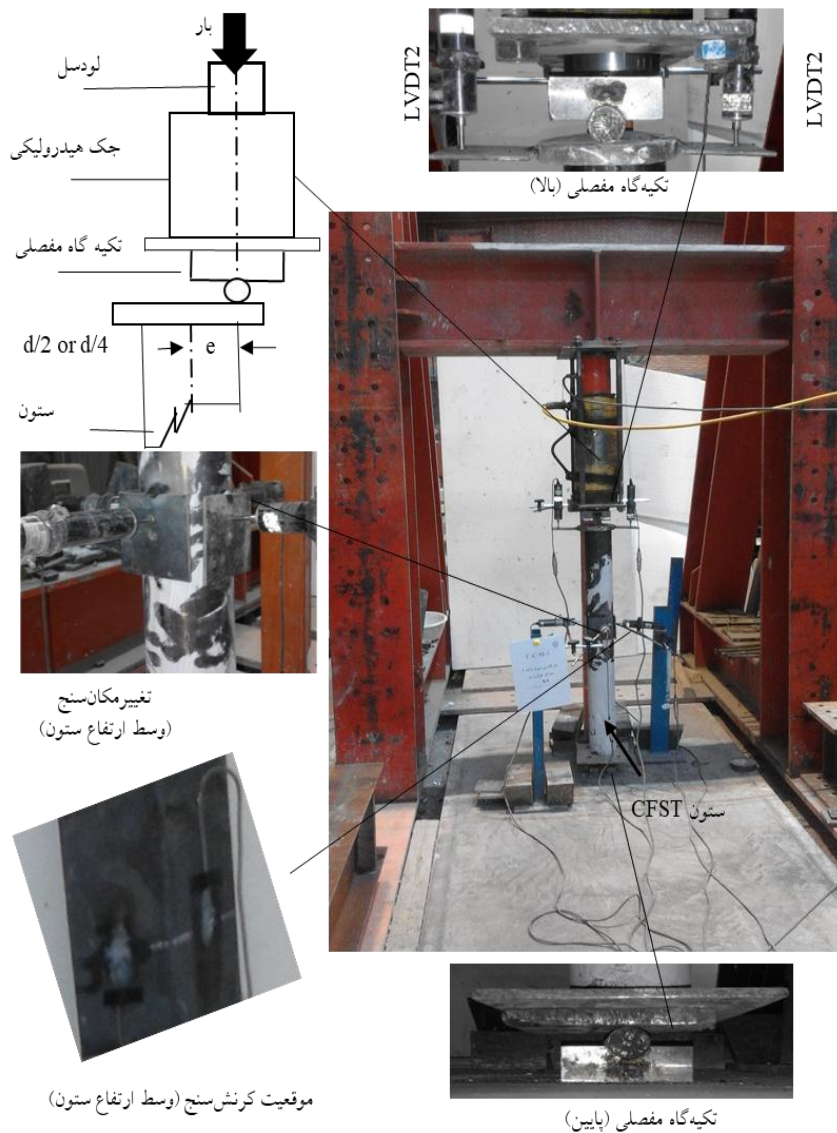 بار
لودسل
جک هیدرولیکی
تکیه گاه مفصلی
d/2 or d/4
e
ستون
LVDT2
LVDT2
تکیه‌گاه مفصلی (بالا)
تغییرمکان‌سنج
(وسط ارتفاع ستون)
ستون CFST
موقعیت کرنش‌سنج (وسط ارتفاع ستون)
تکیه‌گاه مفصلی (پایین)